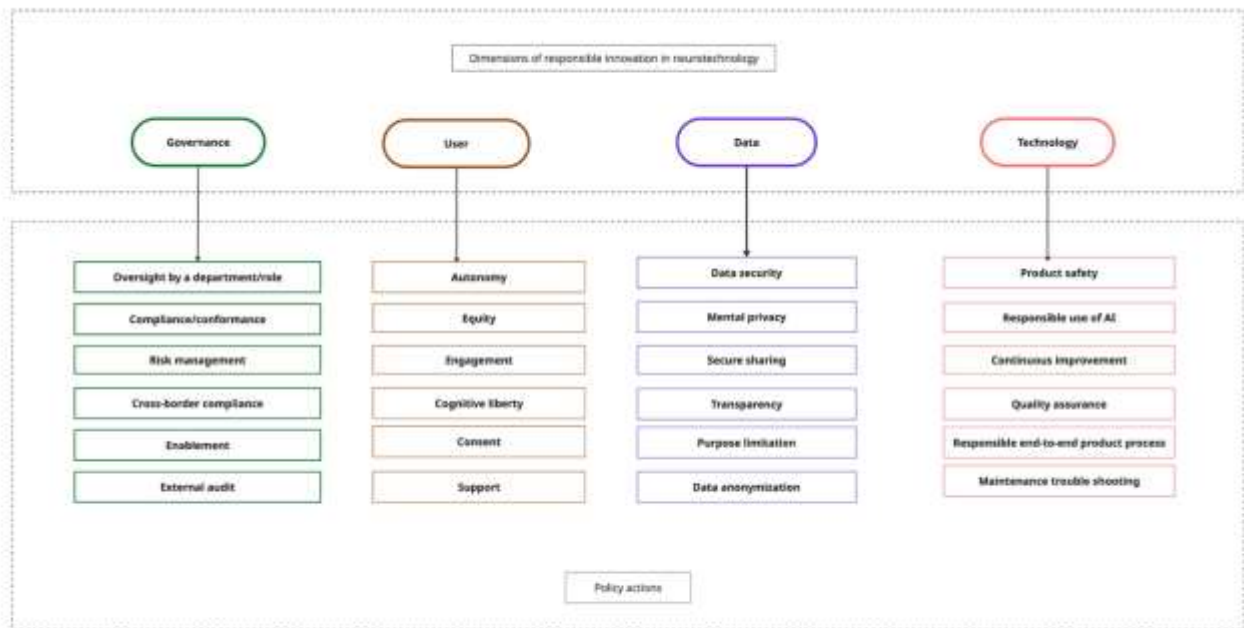 Dimensions of responsible innovation in neurotechnology
Governance
User
Data
Technology
Oversight by a department/role
Compliance/conformance
Risk management
Cross-border compliance
Enablement
External audit
Autonomy
Equity
Engagement
Cognitive liberty
Consent
Support
Data security
Mental privacy
Secure sharing
Transparency
Purpose limitation
Data anonymization
Product safety
Responsible use of AI
Continuous improvement
Quality assurance
Responsible end-to-end product process
Maintenance trouble shooting
Policy actions